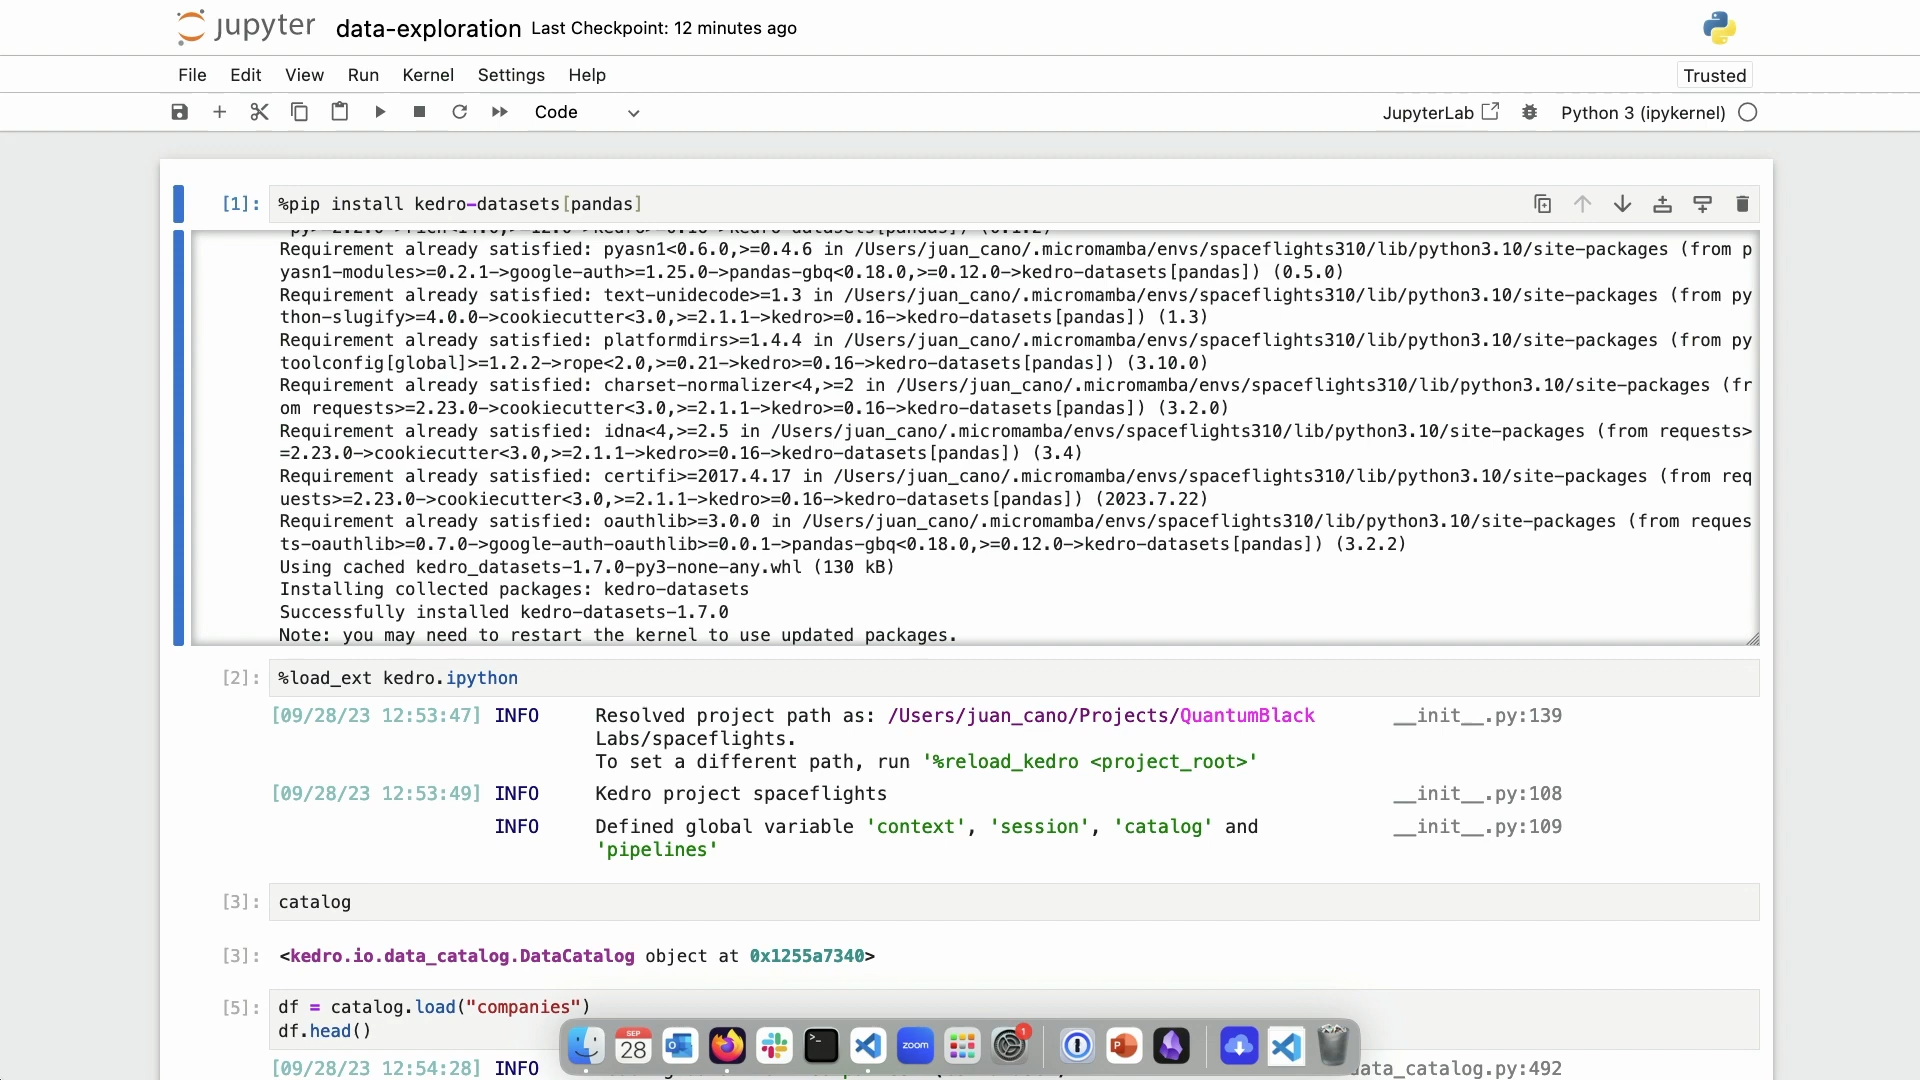 jupyter data-exploration Last Checkpoint: 12 minutes ago
File Edit View Run Kernel Settings Help Trusted
Code JupyterLab Python 3 (ipykernel)
[1]: %pip install kedro-datasets[pandas]
Requirement already satisfied: pyasn1<0.6.0,>=0.4.6 in /Users/juan_cano/.micromamba/envs/spaceflights310/lib/python3.10/site-packages (from p
yasn1-modules>=0.2.1->google-auth>=1.25.0->pandas-gbq<0.18.0,>=0.12.0->kedro-datasets[pandas]) (0.5.0)
Requirement already satisfied: text-unidecode>=1.3 in /Users/juan_cano/.micromamba/envs/spaceflights310/lib/python3.10/site-packages (from py
thon-slugify>=4.0.0->cookiecutter<3.0,>=2.1.1->kedro>=0.16->kedro-datasets[pandas]) (1.3)
Requirement already satisfied: platformdirs>=1.4.4 in /Users/juan_cano/.micromamba/envs/spaceflights310/lib/python3.10/site-packages (from py
toolconfig[global]>=1.2.2->rope<2.0,>=0.21->kedro>=0.16->kedro-datasets[pandas]) (3.10.0)
Requirement already satisfied: charset-normalizer<4,>=2 in /Users/juan_cano/.micromamba/envs/spaceflights310/lib/python3.10/site-packages (fr
om requests>=2.23.0->cookiecutter<3.0,>=2.1.1->kedro>=0.16->kedro-datasets[pandas]) (3.2.0)
Requirement already satisfied: idna<4,>=2.5 in /Users/juan_cano/.micromamba/envs/spaceflights310/lib/python3.10/site-packages (from requests>
=2.23.0->cookiecutter<3.0,>=2.1.1->kedro>=0.16->kedro-datasets[pandas]) (3.4)
Requirement already satisfied: certifi>=2017.4.17 in /Users/juan_cano/.micromamba/envs/spaceflights310/lib/python3.10/site-packages (from req
uests>=2.23.0->cookiecutter<3.0,>=2.1.1->kedro>=0.16->kedro-datasets[pandas]) (2023.7.22)
Requirement already satisfied: oauthlib>=3.0.0 in /Users/juan_cano/.micromamba/envs/spaceflights310/lib/python3.10/site-packages (from reques
ts-oauthlib>=0.7.0->google-auth-oauthlib>=0.0.1->pandas-gbq<0.18.0,>=0.12.0->kedro-datasets[pandas]) (3.2.2)
Using cached kedro_datasets-1.7.0-py3-none-any.whl (130 kB)
Installing collected packages: kedro-datasets
Successfully installed kedro-datasets-1.7.0
Note: you may need to restart the kernel to use updated packages.
[2]: %load_ext kedro.ipython
[09/28/23 12:53:47] INFO Resolved project path as: /Users/juan_cano/Projects/QuantumBlack __init__.py:139
Labs/spaceflights.
To set a different path, run '%reload_kedro <project_root>'
[09/28/23 12:53:49] INFO Kedro project spaceflights __init__.py:108
INFO Defined global variable 'context', 'session', 'catalog' and __init__.py:109
'pipelines'
[3]: catalog
[3]: <kedro.io.data_catalog.DataCatalog object at 0x1255a7340>
[5]: df = catalog.load("companies")
df.head()
SEP
28
zoom
1
[09/28/23 12:54:28] INFO data_catalog.py:492